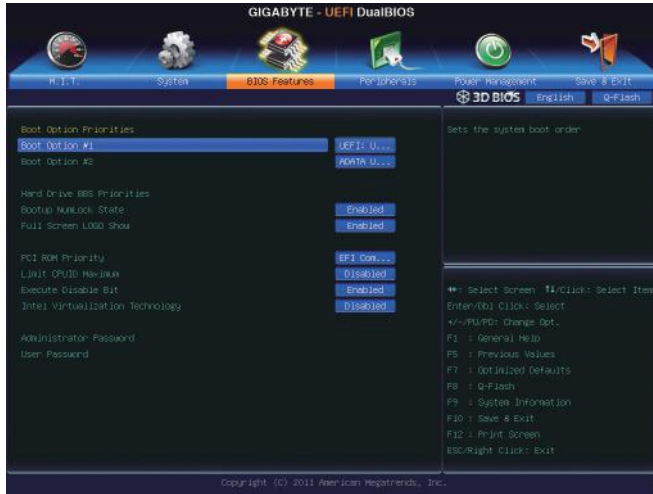 GIGABYTE - UEFI DualBIOS
M.I.T.
System
BIOS Features
Peripherals
Power Management
Save & Exit
3D BIOS
English
Q-Flash
Boot Option Priorities
Boot Option #1 UEFI: U...
Boot Option #2 ADATA U...
Hard Drive BBS Priorities
Bootup NumLock State Enabled
Full Screen LOGO Show Enabled
PCI ROM Priority EFI Com...
Limit CPUID Maximum Disabled
Execute Disable Bit Enabled
Intel Virtualization Technology Disabled
Administrator Password
User Password
Sets the system boot order
↔: Select Screen ↑↓/Click: Select Item
Enter/Dbl Click: Select
+/-/PU/PD: Change Opt.
F1 : General Help
F5 : Previous Values
F7 : Optimized Defaults
F8 : Q-Flash
F9 : System Information
F10 : Save & Exit
F12 : Print Screen
ESC/Right Click: Exit
Copyright (C) 2011 American Megatrends, Inc.